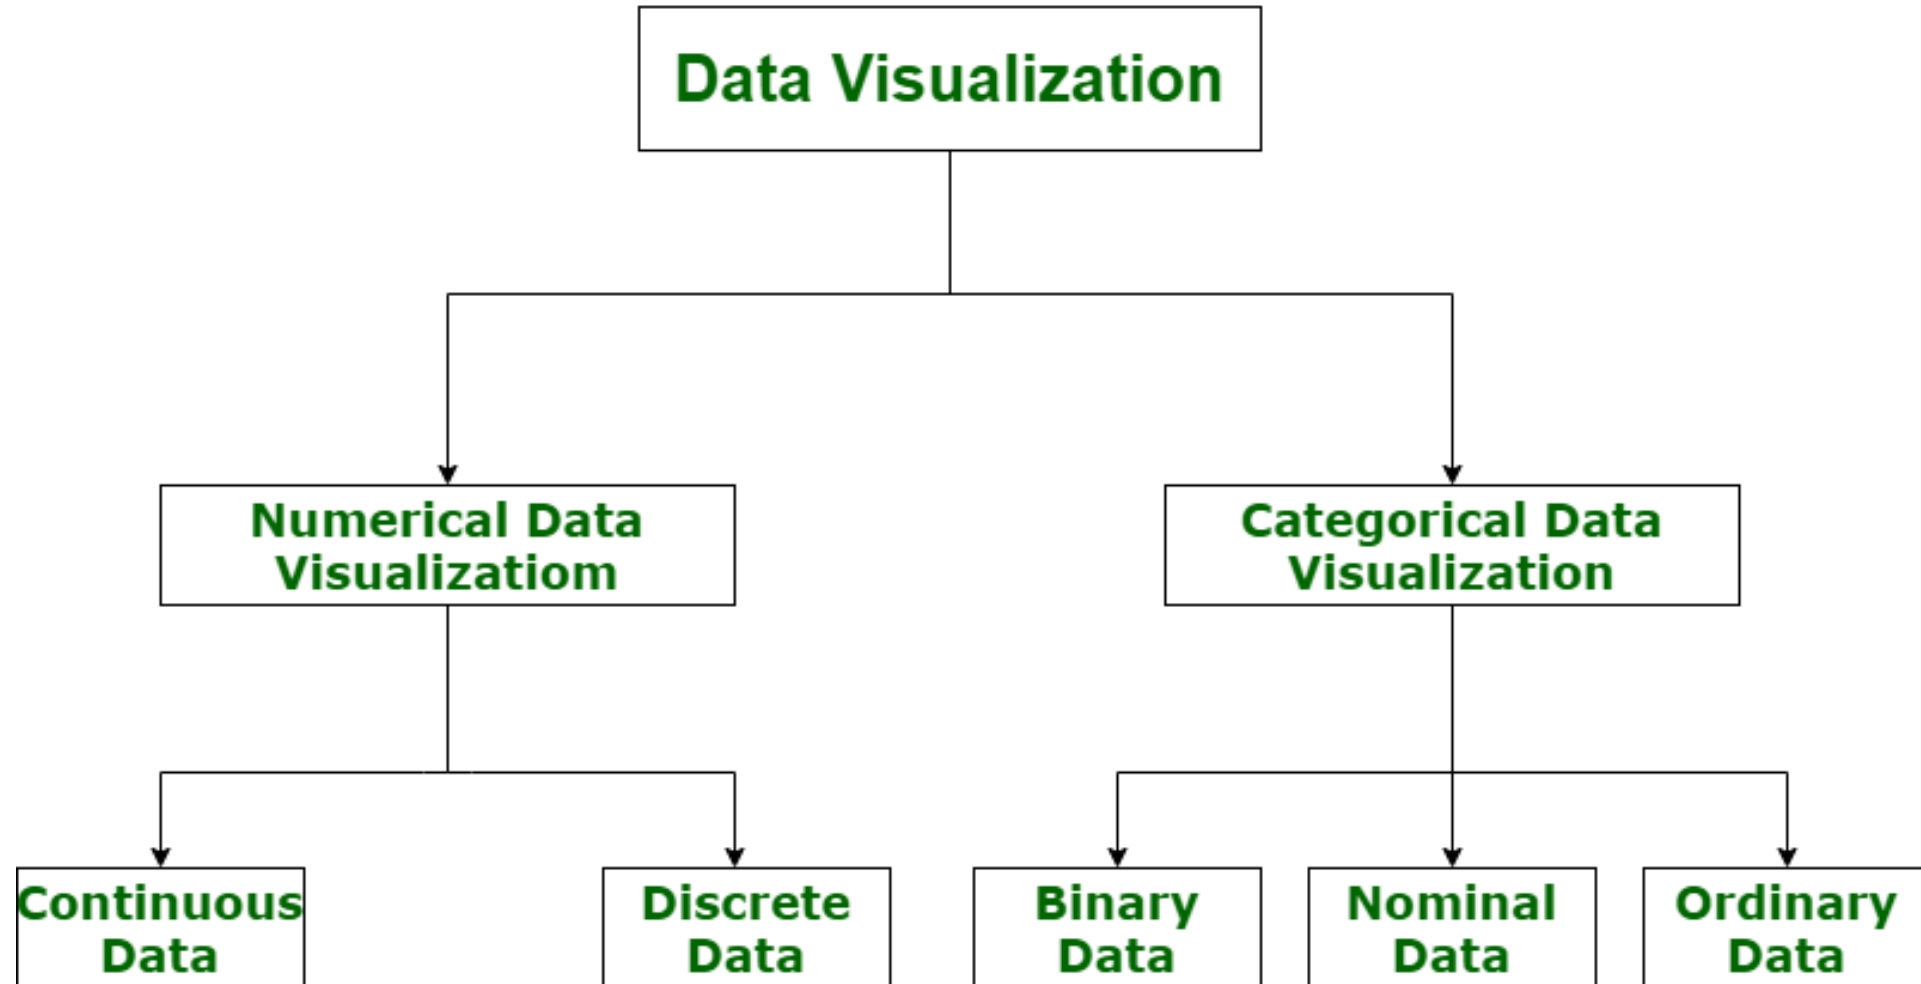 Data Visualization
Numerical Data
Visualizatiom
Categorical Data
Visualization
Continuous
Data
Discrete
Data
Binary
Data
Nominal
Data
Ordinary
Data